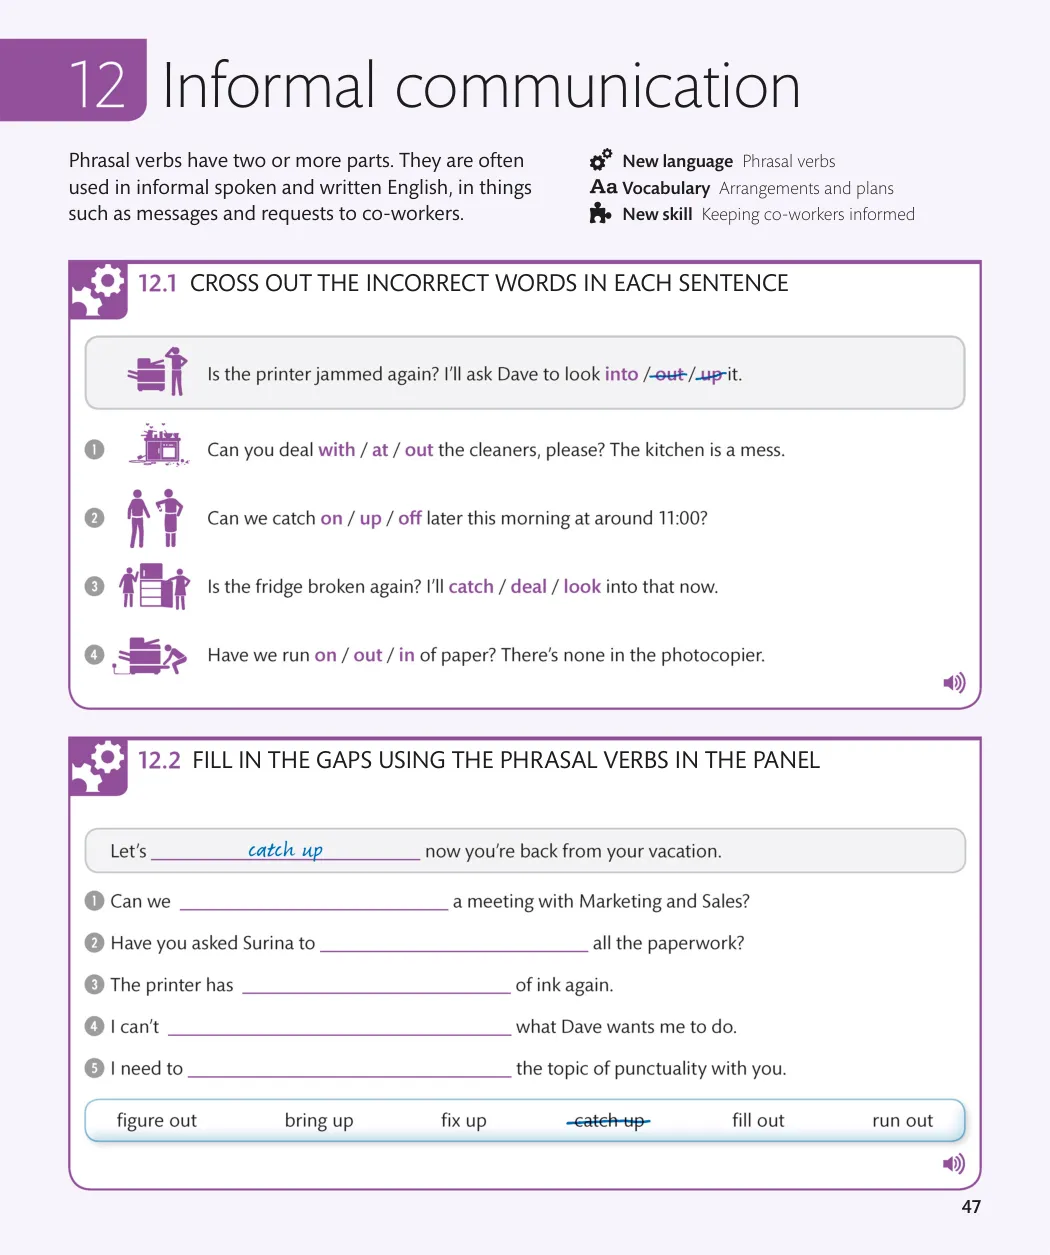 12 Informal communication
Phrasal verbs have two or more parts. They are often
used in informal spoken and written English, in things
such as messages and requests to co-workers.
New language Phrasal verbs
Aa Vocabulary Arrangements and plans
New skill Keeping co-workers informed
12.1 CROSS OUT THE INCORRECT WORDS IN EACH SENTENCE
Is the printer jammed again? I’ll ask Dave to look into / out / up it.
1 Can you deal with / at / out the cleaners, please? The kitchen is a mess.
2 Can we catch on / up / off later this morning at around 11:00?
3 Is the fridge broken again? I’ll catch / deal / look into that now.
4 Have we run on / out / in of paper? There’s none in the photocopier.
12.2 FILL IN THE GAPS USING THE PHRASAL VERBS IN THE PANEL
Let’s catch up now you’re back from your vacation.
1 Can we ____ a meeting with Marketing and Sales?
2 Have you asked Surina to ____ all the paperwork?
3 The printer has ____ of ink again.
4 I can’t ____ what Dave wants me to do.
5 I need to ____ the topic of punctuality with you.
figure out bring up fix up catch up fill out run out
47